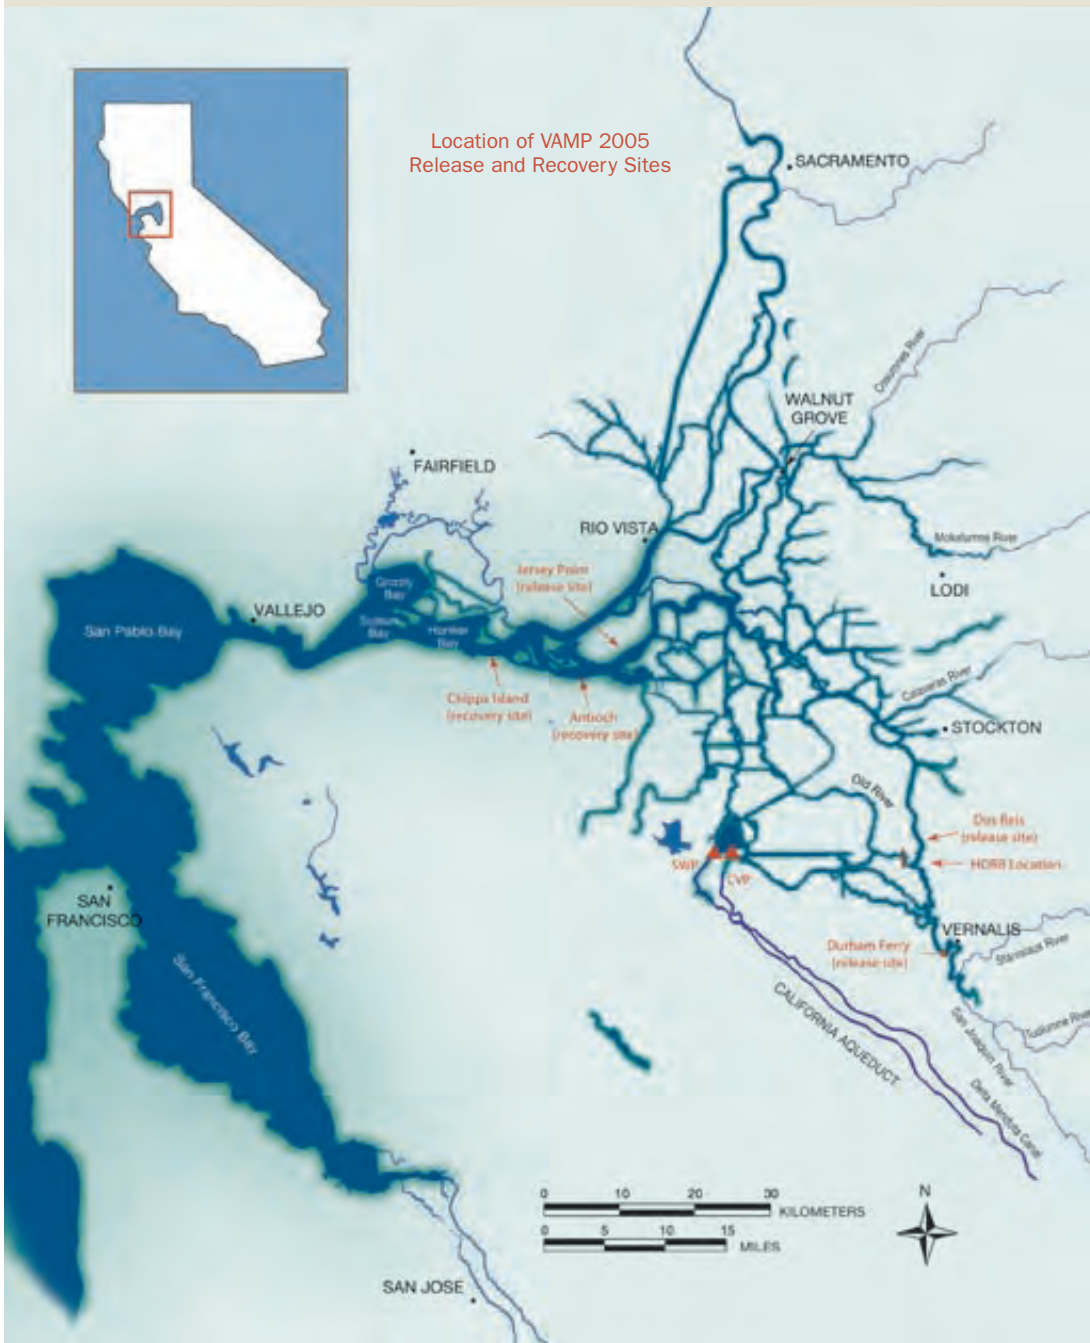 Location of VAMP 2005
Release and Recovery Sites
SACRAMENTO
Cosumnes River
WALNUT
GROVE
FAIRFIELD
RIO VISTA
Mokelumne River
LODI
Jersey Point
(release site)
Grizzly
Bay
VALLEJO
San Pablo Bay
Suisun
Bay
Honker
Bay
Chipps Island
(recovery site)
Antioch
(recovery site)
Calaveras River
STOCKTON
Old River
Dos Reis
(release site)
HORB Location
SWP
CVP
SAN
FRANCISCO
VERNALIS
Stanislaus River
Durham Ferry
(release site)
San Francisco Bay
CALIFORNIA AQUEDUCT
San Joaquin River
Tuolumne River
Delta Mendota Canal
N
0 10 20 30
KILOMETERS
0 5 10 15
MILES
SAN JOSE